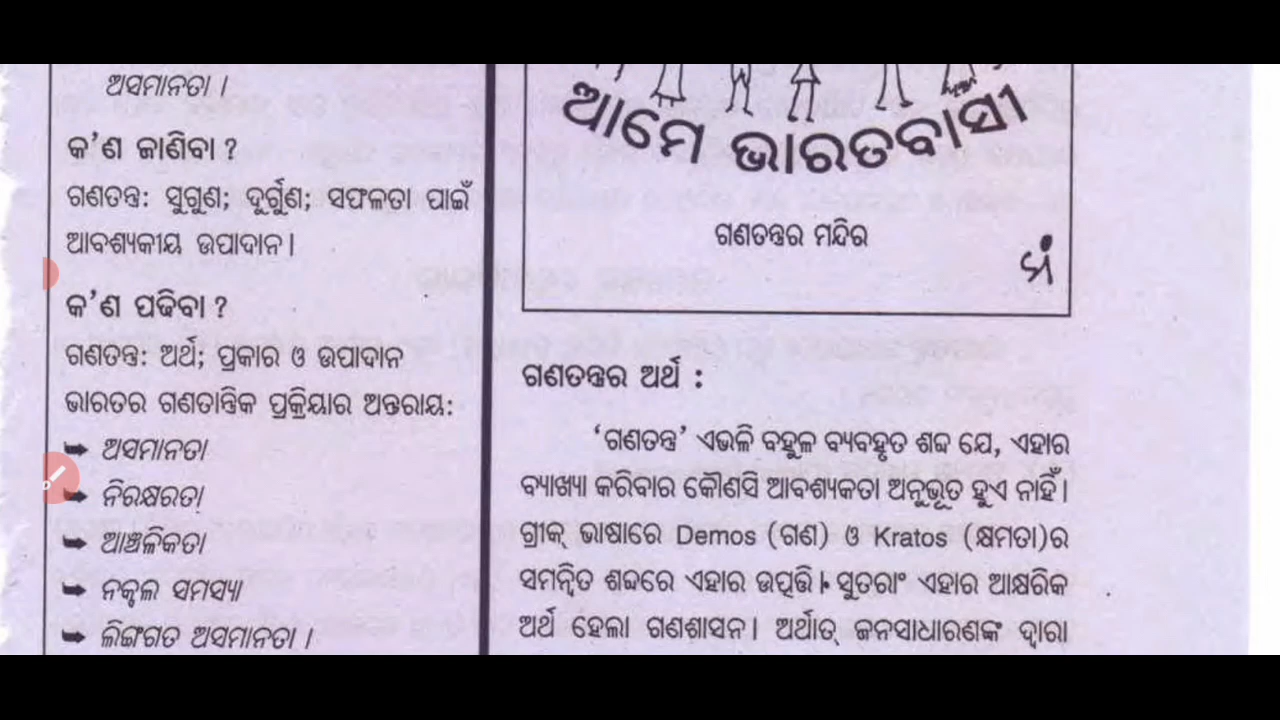 ଅସମାନତା ।
କ’ଣ ଜାଣିବା ?
ଗଣତନ୍ତ୍ର: ସୁଗୁଣ; ଦୁର୍ଗୁଣ; ସଫଳତା ପାଇଁ
ଆବଶ୍ୟକୀୟ ଉପାଦାନ ।
କ’ଣ ପଢିବା ?
ଗଣତନ୍ତ୍ର: ଅର୍ଥ; ପ୍ରକାର ଓ ଉପାଦାନ
ଭାରତର ଗଣତାନ୍ତ୍ରିକ ପ୍ରକ୍ରିୟାର ଅନ୍ତରାୟ:
➥ ଅସମାନତା
➥ ନିରକ୍ଷରତା
➥ ଆଞ୍ଚଳିକତା
➥ ନକ୍ସଲ ସମସ୍ୟା
➥ ଲିଙ୍ଗଗତ ଅସମାନତା ।
ଆମେ ଭାରତବାସୀ
ଗଣତନ୍ତ୍ରର ମନ୍ଦିର
ଗଣତନ୍ତ୍ରର ଅର୍ଥ :
‘ଗଣତନ୍ତ୍ର’ ଏଭଳି ବହୁଳ ବ୍ୟବହୃତ ଶବ୍ଦ ଯେ, ଏହାର
ବ୍ୟାଖ୍ୟା କରିବାର କୌଣସି ଆବଶ୍ୟକତା ଅନୁଭୂତ ହୁଏ ନାହିଁ ।
ଗ୍ରୀକ୍ ଭାଷାରେ Demos (ଗଣ) ଓ Kratos (କ୍ଷମତା)ର
ସମନ୍ୱିତ ଶବ୍ଦରେ ଏହାର ଉତ୍ପତ୍ତି । ସୁତରାଂ ଏହାର ଆକ୍ଷରିକ
ଅର୍ଥ ହେଲା ଗଣଶାସନ । ଅର୍ଥାତ୍ ଜନସାଧାରଣଙ୍କ ଦ୍ୱାରା